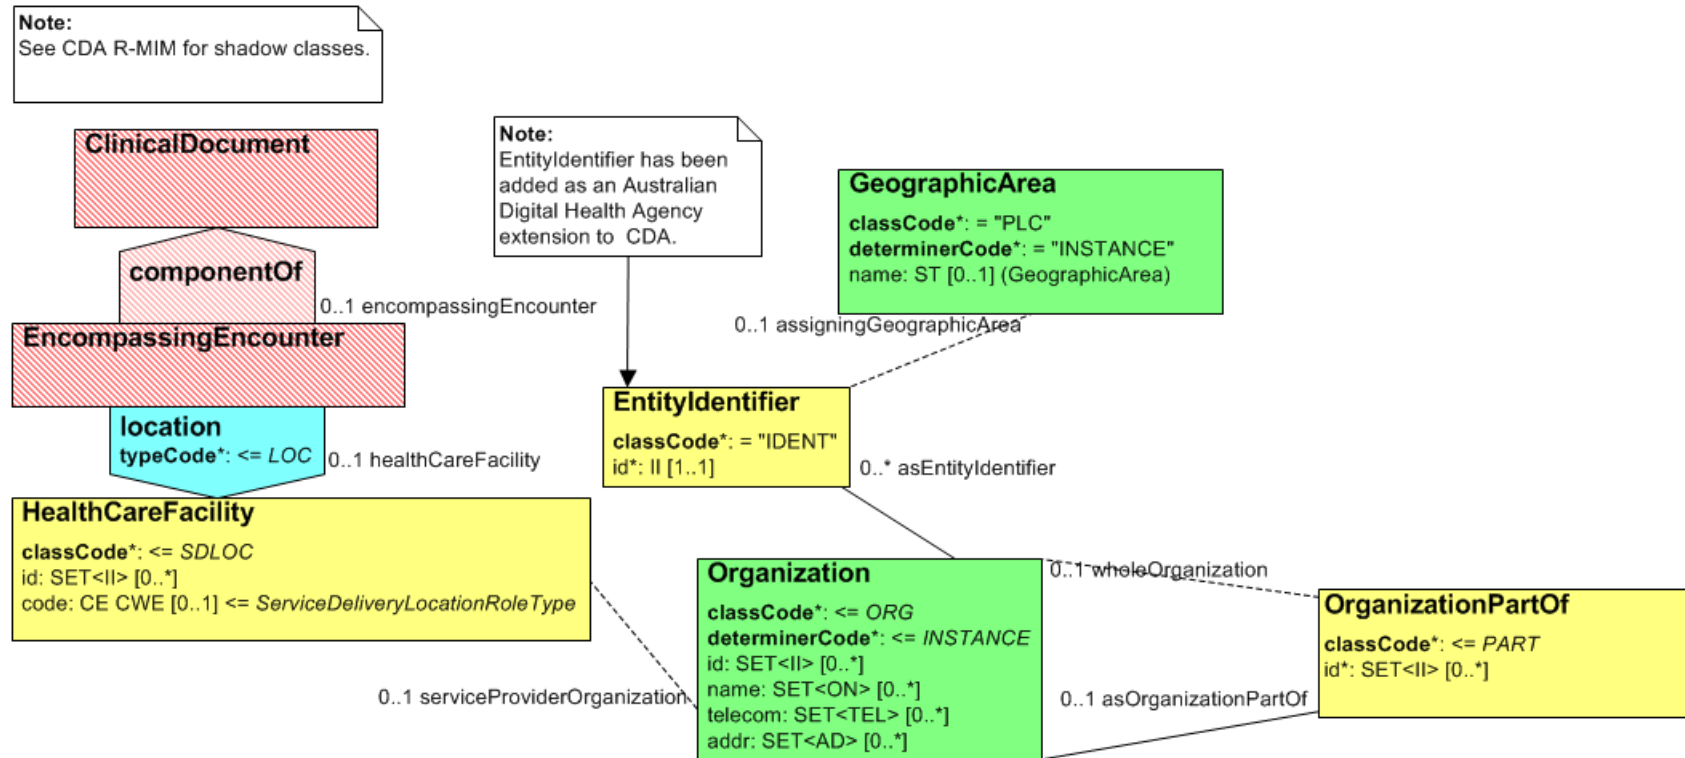 Note:
See CDA R-MIM for shadow classes.
ClinicalDocument
componentOf
0..1 encompassingEncounter
EncompassingEncounter
location
typeCode*: <= LOC
0..1 healthCareFacility
HealthCareFacility
classCode*: <= SDLOC
id: SET<II> [0..*]
code: CE CWE [0..1] <= ServiceDeliveryLocationRoleType
Note:
EntityIdentifier has been
added as an Australian
Digital Health Agency
extension to  CDA.
GeographicArea
classCode*: = "PLC"
determinerCode*: = "INSTANCE"
name: ST [0..1] (GeographicArea)
0..1 assigningGeographicArea
EntityIdentifier
classCode*: = "IDENT"
id*: II [1..1]
0..* asEntityIdentifier
Organization
classCode*: <= ORG
determinerCode*: <= INSTANCE
id: SET<II> [0..*]
name: SET<ON> [0..*]
telecom: SET<TEL> [0..*]
addr: SET<AD> [0..*]
0..1 serviceProviderOrganization
0..1 wholeOrganization
OrganizationPartOf
classCode*: <= PART
id*: SET<II> [0..*]
0..1 asOrganizationPartOf